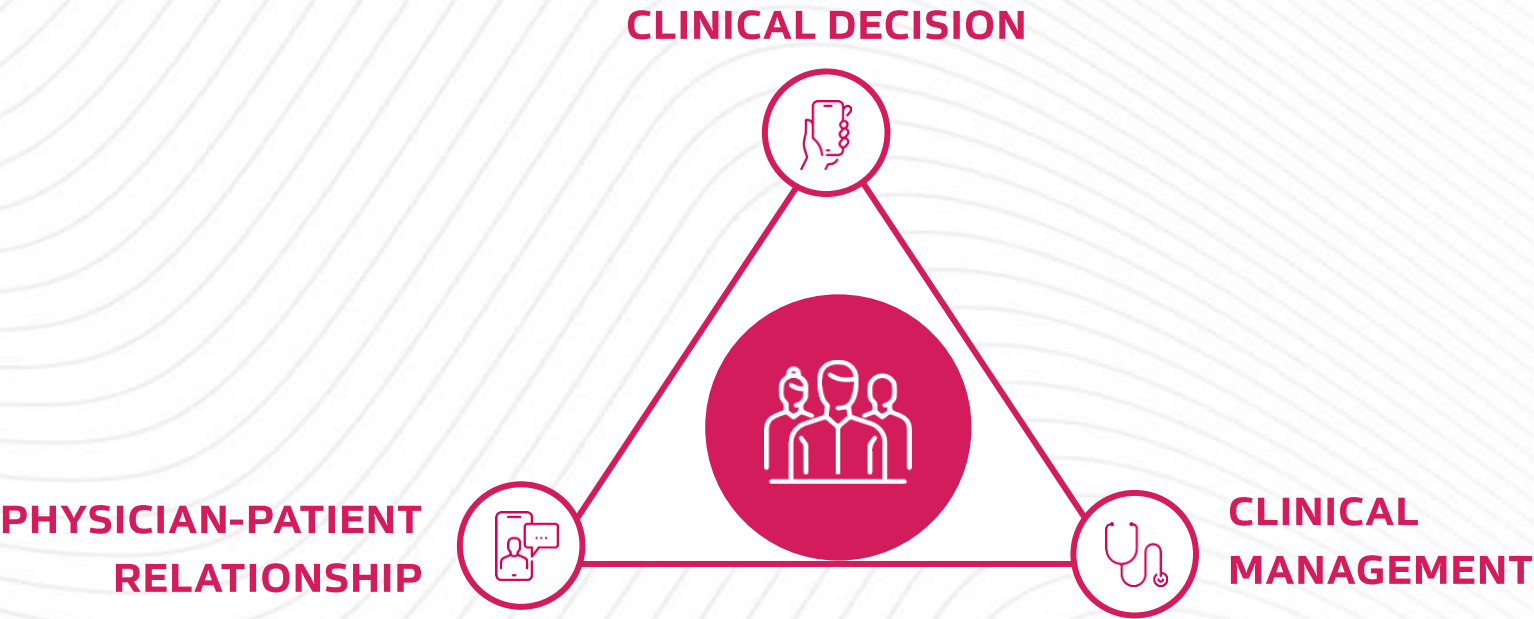 CLINICAL DECISION
PHYSICIAN-PATIENT
RELATIONSHIP
CLINICAL
MANAGEMENT